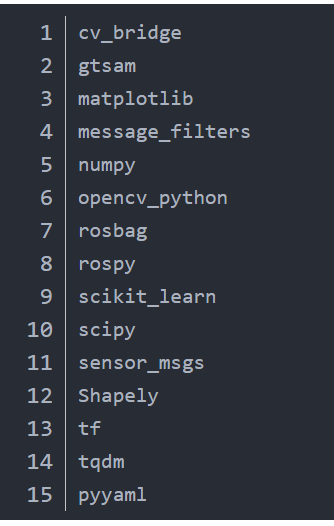 1 cv_bridge
2 gtsam
3 matplotlib
4 message_filters
5 numpy
6 opencv_python
7 rosbag
8 rospy
9 scikit_learn
10 scipy
11 sensor_msgs
12 Shapely
13 tf
14 tqdm
15 pyyaml